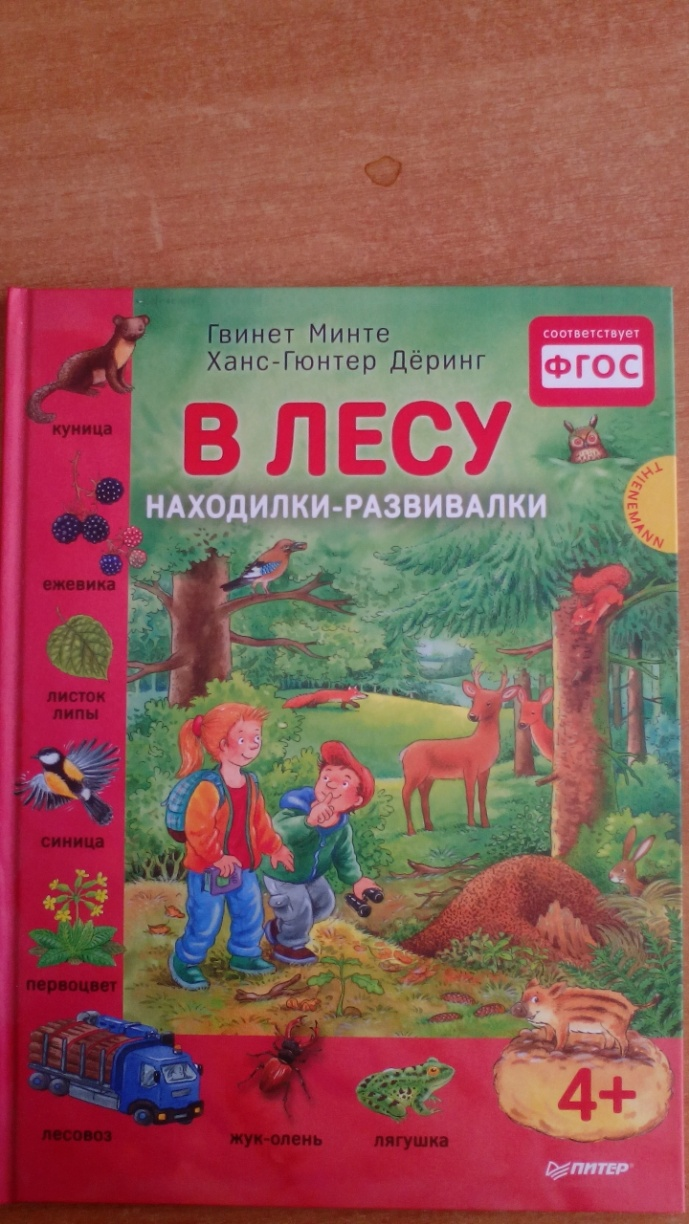 Гвинет Минте
Ханс-Гюнтер Дёринг
соответствует
ФГОС
В ЛЕСУ
НАХОДИЛКИ-РАЗВИВАЛКИ
THIENEMANN
куница
ежевика
листок
липы
синица
первоцвет
лесовоз
жук-олень
лягушка
4+
ПИТЕР